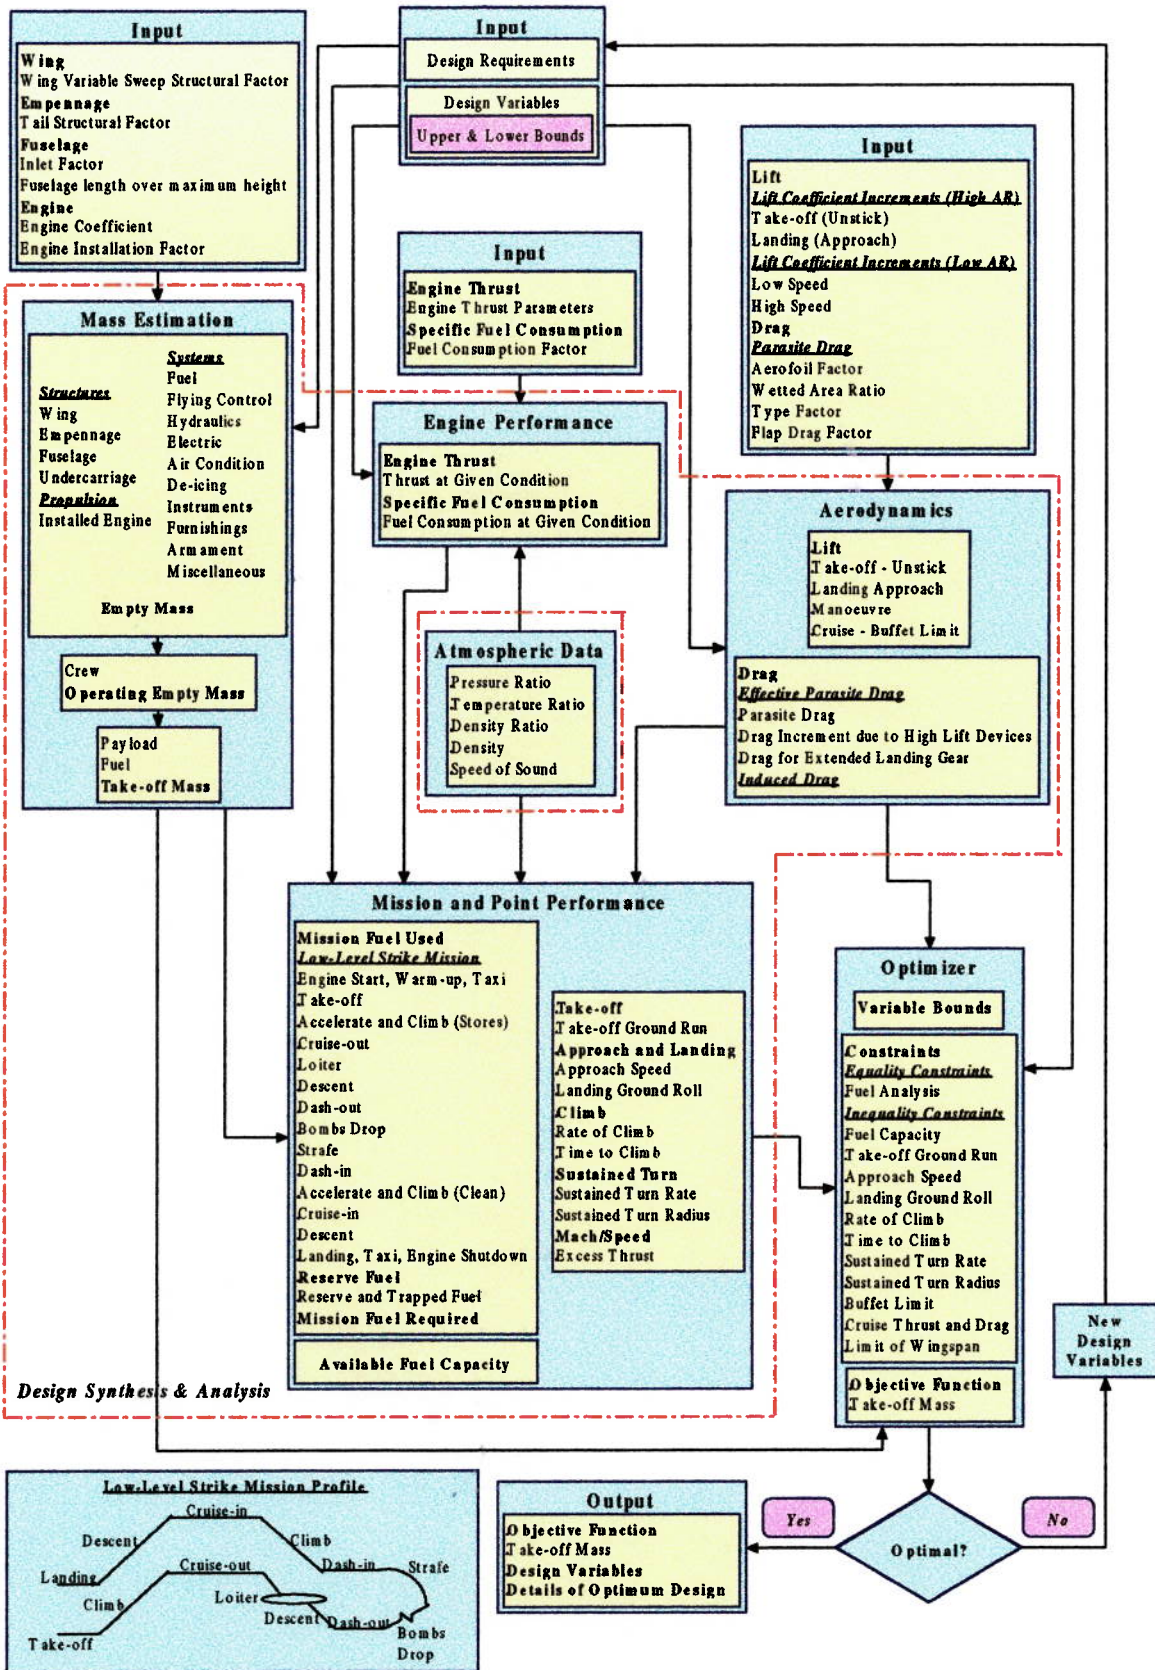 Input
Wing
Wing Variable Sweep Structural Factor
Empennage
Tail Structural Factor
Fuselage
Inlet Factor
Fuselage length over maximum height
Engine
Engine Coefficient
Engine Installation Factor
Input
Design Requirements
Design Variables
Upper & Lower Bounds
Input
Lift
Lift Coefficient Increments (High AR)
Take-off (Unstick)
Landing (Approach)
Lift Coefficient Increments (Low AR)
Low Speed
High Speed
Drag
Parasite Drag
Aerofoil Factor
Wetted Area Ratio
Type Factor
Flap Drag Factor
Input
Engine Thrust
Engine Thrust Parameters
Specific Fuel Consumption
Fuel Consumption Factor
Mass Estimation
Structures
Wing
Empennage
Fuselage
Undercarriage
Propulsion
Installed Engine
Systems
Fuel
Flying Control
Hydraulics
Electric
Air Condition
De-icing
Instruments
Furnishings
Armament
Miscellaneous
Empty Mass
Crew
Operating Empty Mass
Payload
Fuel
Take-off Mass
Engine Performance
Engine Thrust
Thrust at Given Condition
Specific Fuel Consumption
Fuel Consumption at Given Condition
Atmospheric Data
Pressure Ratio
Temperature Ratio
Density Ratio
Density
Speed of Sound
Aerodynamics
Lift
Take-off - Unstick
Landing Approach
Manoeuvre
Cruise - Buffet Limit
Drag
Effective Parasite Drag
Parasite Drag
Drag Increment due to High Lift Devices
Drag for Extended Landing Gear
Induced Drag
Mission and Point Performance
Mission Fuel Used
Low-Level Strike Mission
Engine Start, Warm-up, Taxi
Take-off
Accelerate and Climb (Stores)
Cruise-out
Loiter
Descent
Dash-out
Bombs Drop
Strafe
Dash-in
Accelerate and Climb (Clean)
Cruise-in
Descent
Landing, Taxi, Engine Shutdown
Reserve Fuel
Reserve and Trapped Fuel
Mission Fuel Required
Available Fuel Capacity
Take-off
Take-off Ground Run
Approach and Landing
Approach Speed
Landing Ground Roll
Climb
Rate of Climb
Time to Climb
Sustained Turn
Sustained Turn Rate
Sustained Turn Radius
Mach/Speed
Excess Thrust
Design Synthesis & Analysis
Optimizer
Variable Bounds
Constraints
Equality Constraints
Fuel Analysis
Inequality Constraints
Fuel Capacity
Take-off Ground Run
Approach Speed
Landing Ground Roll
Rate of Climb
Time to Climb
Sustained Turn Rate
Sustained Turn Radius
Buffet Limit
Cruise Thrust and Drag
Limit of Wingspan
Objective Function
Take-off Mass
New
Design
Variables
Low-Level Strike Mission Profile
Cruise-in
Descent
Climb
Landing
Cruise-out
Dash-in
Strafe
Climb
Loiter
Descent
Dash-out
Take-off
Bombs
Drop
Output
Objective Function
Take-off Mass
Design Variables
Details of Optimum Design
Yes
Optimal?
No